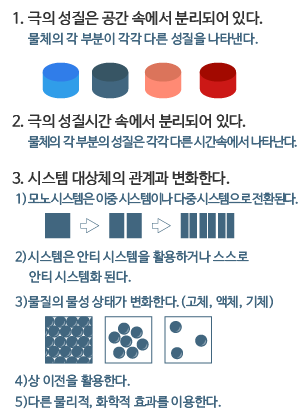 1. 극의 성질은 공간 속에서 분리되어 있다.
물체의 각 부분이 각각 다른 성질을 나타낸다.
2. 극의 성질시간 속에서 분리되어 있다.
물체의 각 부분의 성질은 각각 다른 시간속에서 나타난다.
3. 시스템 대상체의 관계과 변화한다.
1)모노시스템은 이중 시스템이나 다중시스템으로 전환된다.
2)시스템은 안티 시스템을 활용하거나 스스로
안티 시스템화 된다.
3)물질의 물성 상태가 변화한다. (고체, 액체, 기체)
4)상 이전을 활용한다.
5)다른 물리적, 화학적 효과를 이용한다.